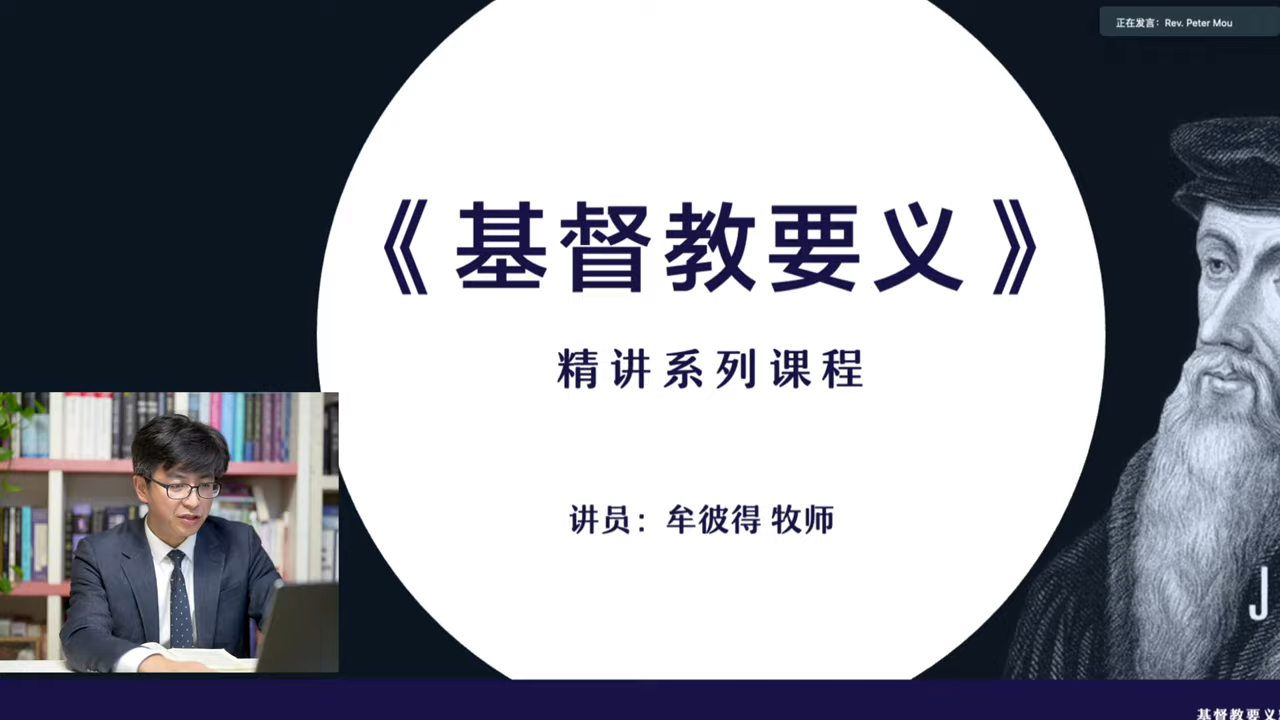 正在发言：Rev. Peter Mou
《基督教要义》
精讲系列课程
讲员：牟彼得 牧师
J
基督教要义